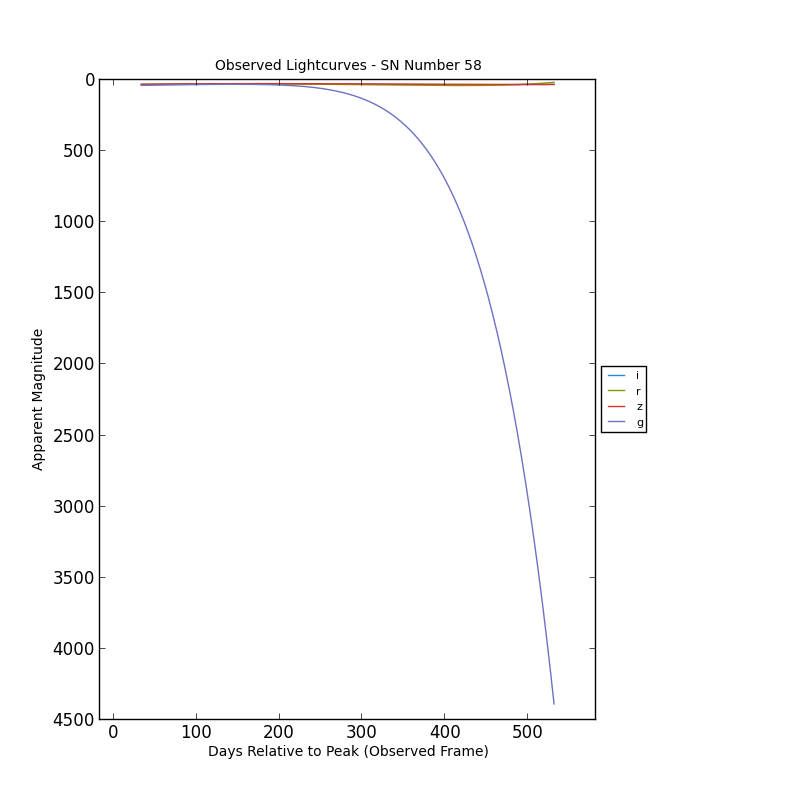 Observed Lightcurves - SN Number 58
0
500
1000
1500
2000
2500
3000
3500
4000
4500
Apparent Magnitude
0 100 200 300 400 500
Days Relative to Peak (Observed Frame)
i
r
z
g